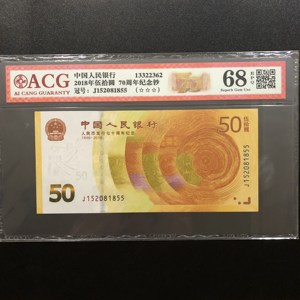 ACG
AI CANG GUARANTY
中国人民银行 13322362
2018年伍拾圆 70周年纪念钞
冠号: J152081855 (☆☆☆)
68 EPQ
Superb Gem Unc
中国人民银行
人民币发行七十周年纪念
1948-2018
50
伍拾圆
50
J152081855
J152081855